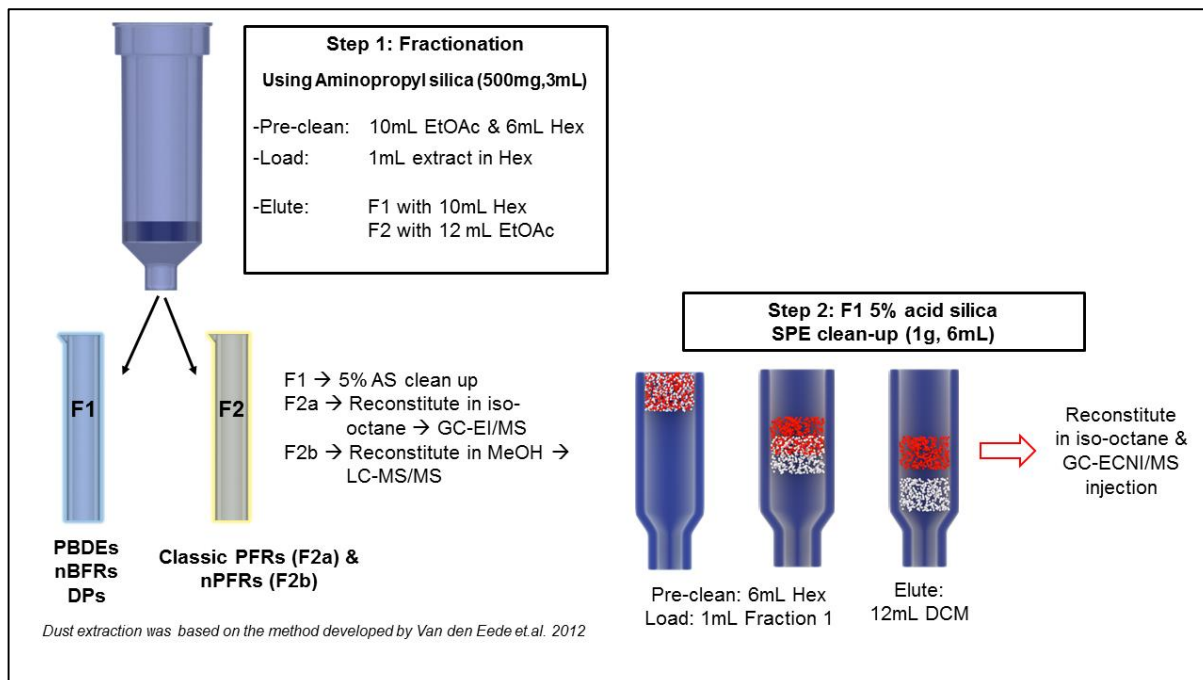 Step 1: Fractionation
Using Aminopropyl silica (500mg,3mL)
-Pre-clean: 10mL EtOAc & 6mL Hex
-Load: 1mL extract in Hex
-Elute: F1 with 10mL Hex
F2 with 12 mL EtOAc
F1
F2
F1 → 5% AS clean up
F2a → Reconstitute in iso-
octane → GC-EI/MS
F2b → Reconstitute in MeOH →
LC-MS/MS
PBDEs
nBFRs
DPs
Classic PFRs (F2a) &
nPFRs (F2b)
Dust extraction was based on the method developed by Van den Eede et.al. 2012
Step 2: F1 5% acid silica
SPE clean-up (1g, 6mL)
Pre-clean: 6mL Hex
Load: 1mL Fraction 1
Elute:
12mL DCM
Reconstitute
in iso-octane &
GC-ECNI/MS
injection